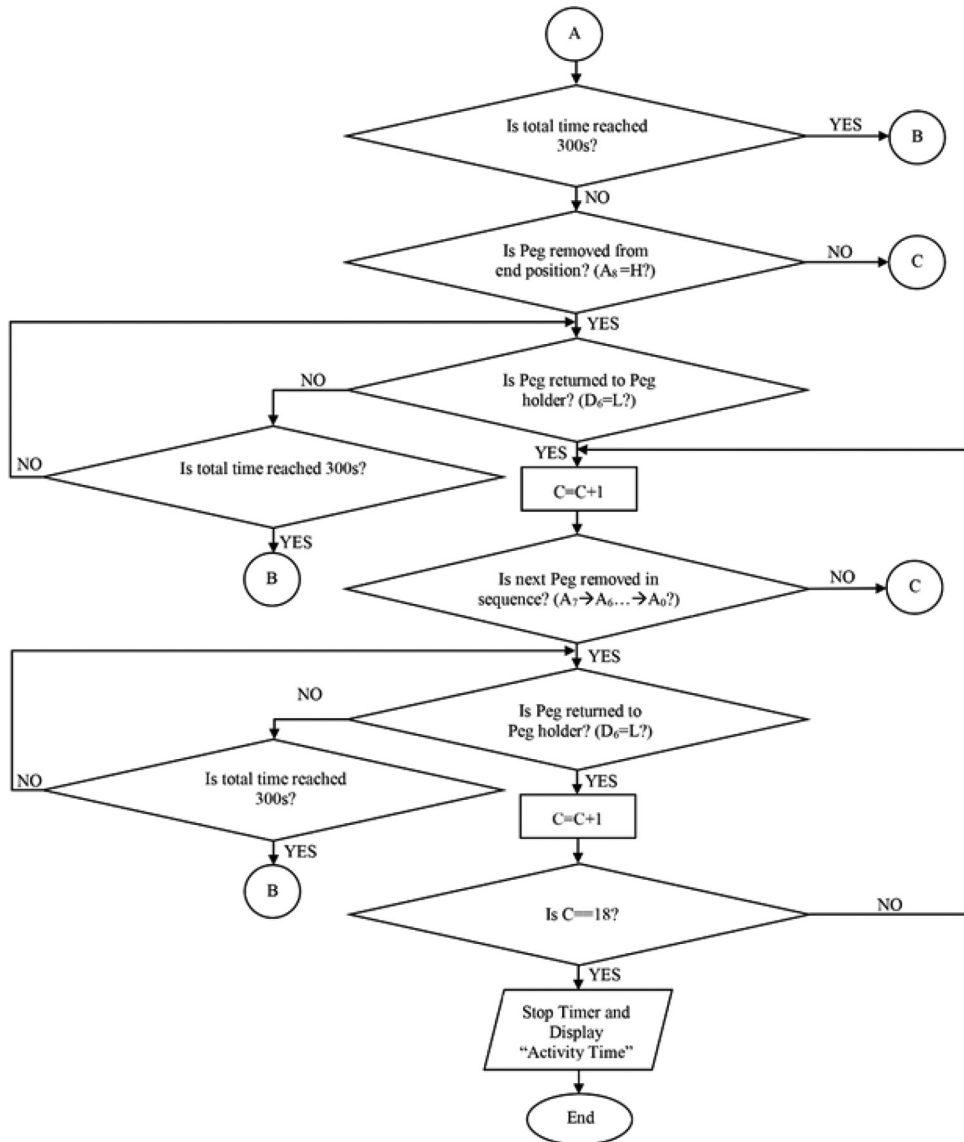 A
Is total time reached
300s?
YES
B
NO
Is Peg removed from
end position? (A₈=H?)
NO
C
YES
Is Peg returned to Peg
holder? (D₆=L?)
NO
YES
Is total time reached 300s?
NO
YES
B
C=C+1
Is next Peg removed in
sequence? (A₇→A₆…→A₀?)
NO
C
YES
Is Peg returned to
Peg holder? (D₆=L?)
NO
YES
Is total time reached
300s?
NO
YES
B
C=C+1
Is C==18?
NO
YES
Stop Timer and
Display
“Activity Time”
End